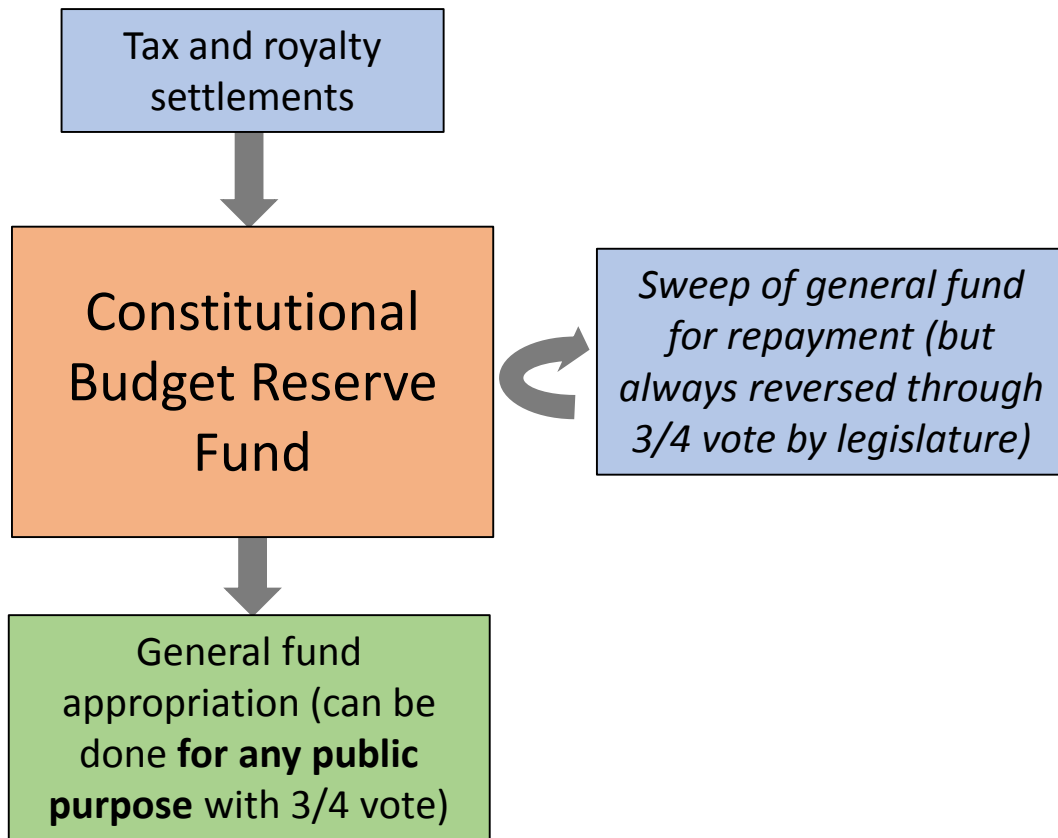 Tax and royalty
settlements
Constitutional
Budget Reserve
Fund
Sweep of general fund
for repayment (but
always reversed through
3/4 vote by legislature)
General fund
appropriation (can be
done for any public
purpose with 3/4 vote)